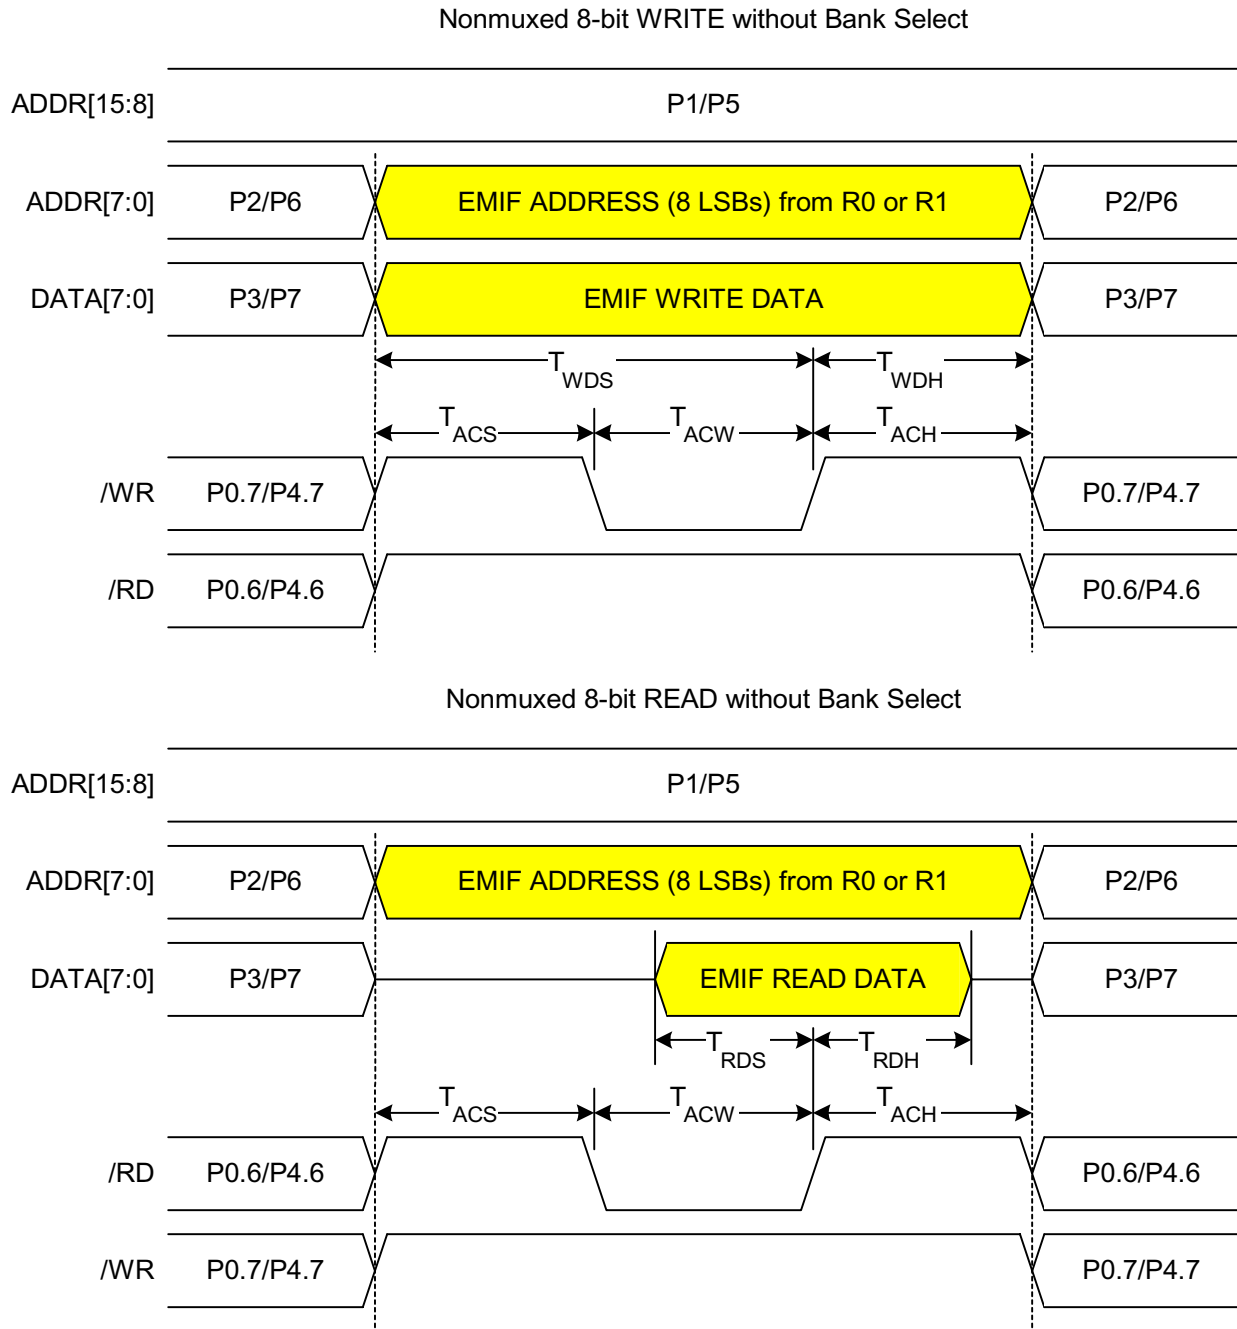 Nonmuxed 8-bit WRITE without Bank Select
ADDR[15:8] P1/P5
ADDR[7:0] P2/P6 EMIF ADDRESS (8 LSBs) from R0 or R1 P2/P6
DATA[7:0] P3/P7 EMIF WRITE DATA P3/P7
TWDS TWDH
TACS TACW TACH
/WR P0.7/P4.7 P0.7/P4.7
/RD P0.6/P4.6 P0.6/P4.6
Nonmuxed 8-bit READ without Bank Select
ADDR[15:8] P1/P5
ADDR[7:0] P2/P6 EMIF ADDRESS (8 LSBs) from R0 or R1 P2/P6
DATA[7:0] P3/P7 EMIF READ DATA P3/P7
TRDS TRDH
TACS TACW TACH
/RD P0.6/P4.6 P0.6/P4.6
/WR P0.7/P4.7 P0.7/P4.7